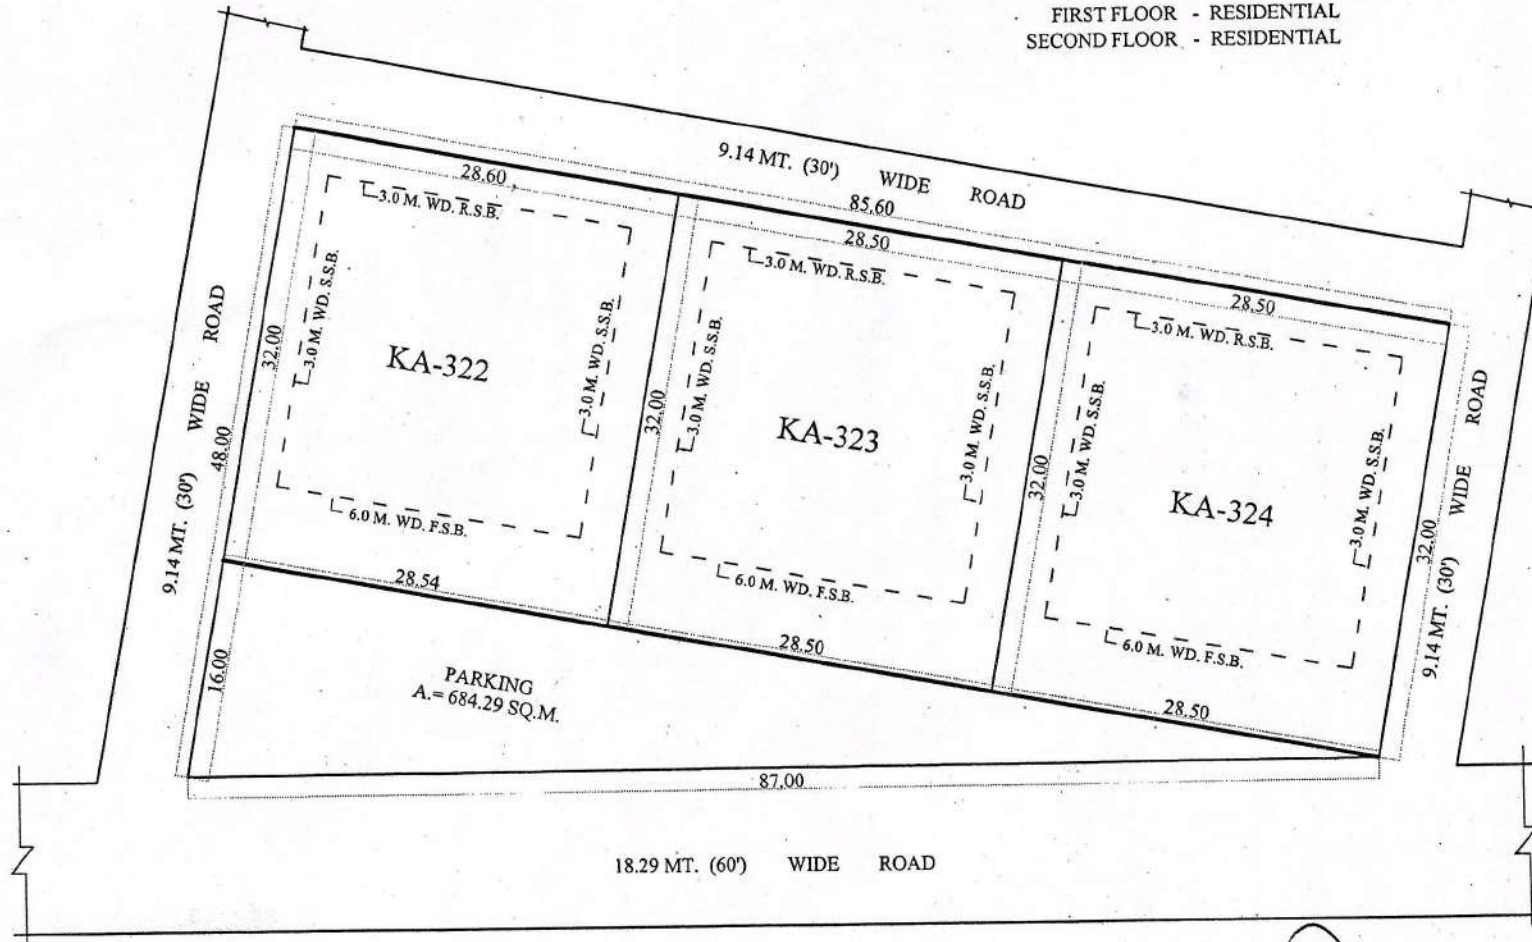 FIRST FLOOR - RESIDENTIAL
SECOND FLOOR - RESIDENTIAL
9.14 MT. (30') WIDE ROAD
85.60
28.60
28.50
28.50
3.0 M. WD. R.S.B.
3.0 M. WD. R.S.B.
3.0 M. WD. R.S.B.
9.14 MT. (30') WIDE ROAD
48.00
32.00
3.0 M. WD. S.S.B.
KA-322
3.0 M. WD. S.S.B.
32.00
3.0 M. WD. S.S.B.
KA-323
3.0 M. WD. S.S.B.
32.00
3.0 M. WD. S.S.B.
KA-324
3.0 M. WD. S.S.B.
32.00
9.14 MT. (30') WIDE ROAD
6.0 M. WD. F.S.B.
6.0 M. WD. F.S.B.
6.0 M. WD. F.S.B.
28.54
28.50
28.50
16.00
PARKING
A.= 684.29 SQ.M.
87.00
18.29 MT. (60') WIDE ROAD